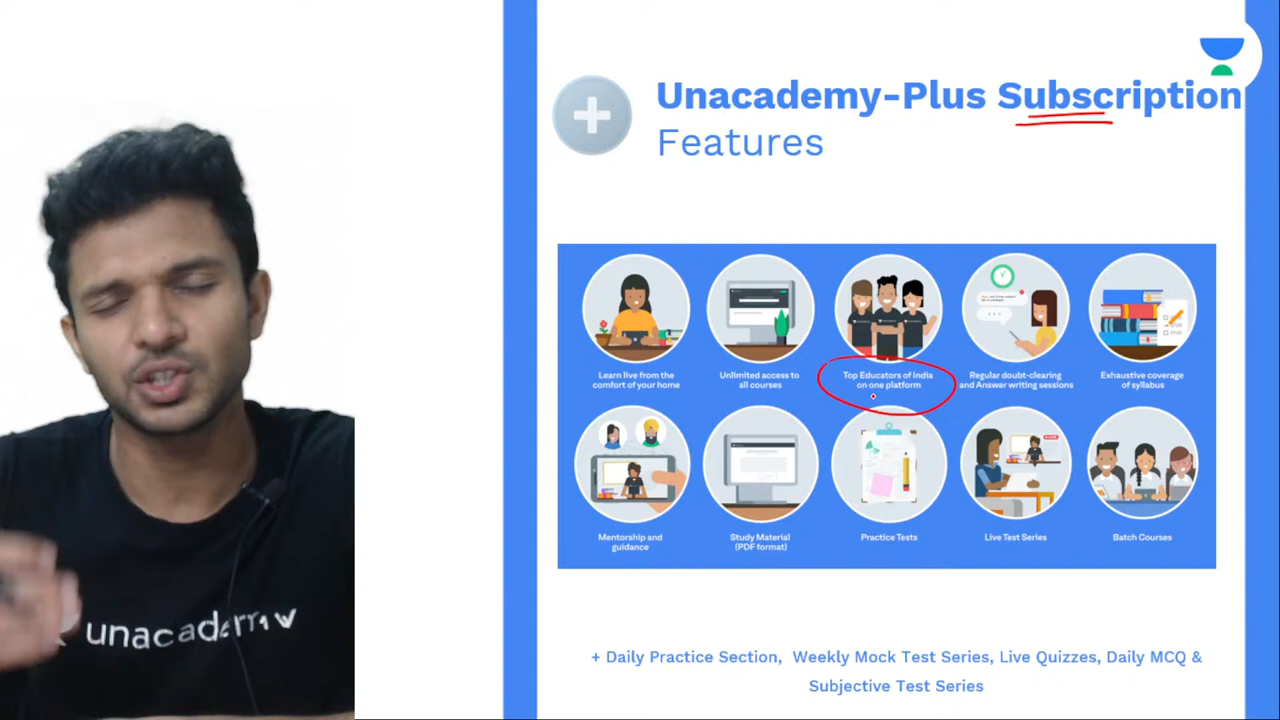 Unacademy-Plus Subscription
Features
Learn live from the
comfort of your home
Unlimited access to
all courses
Top Educators of India
on one platform
Regular doubt-clearing
and Answer writing sessions
Exhaustive coverage
of syllabus
Mentorship and
guidance
Study Material
(PDF format)
Practice Tests
Live Test Series
Batch Courses
+ Daily Practice Section, Weekly Mock Test Series, Live Quizzes, Daily MCQ &
Subjective Test Series
unacademy